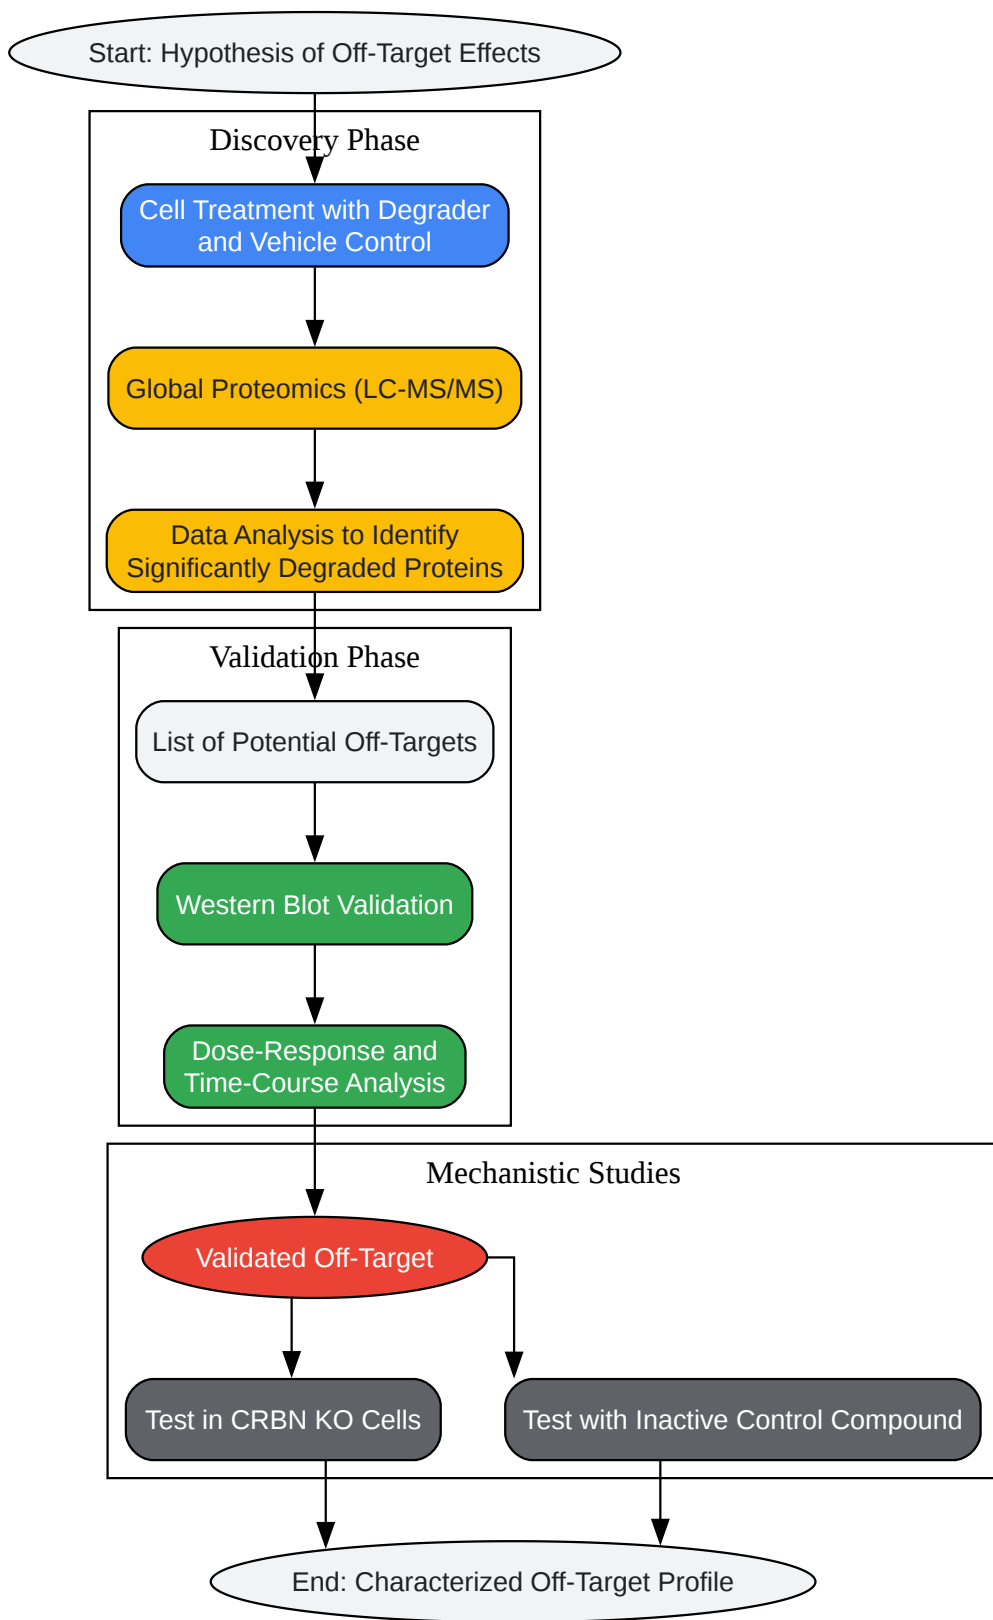 Start: Hypothesis of Off-Target Effects
Discovery Phase
Cell Treatment with Degrader
and Vehicle Control
Global Proteomics (LC-MS/MS)
Data Analysis to Identify
Significantly Degraded Proteins
Validation Phase
List of Potential Off-Targets
Western Blot Validation
Dose-Response and
Time-Course Analysis
Mechanistic Studies
Validated Off-Target
Test in CRBN KO Cells
Test with Inactive Control Compound
End: Characterized Off-Target Profile